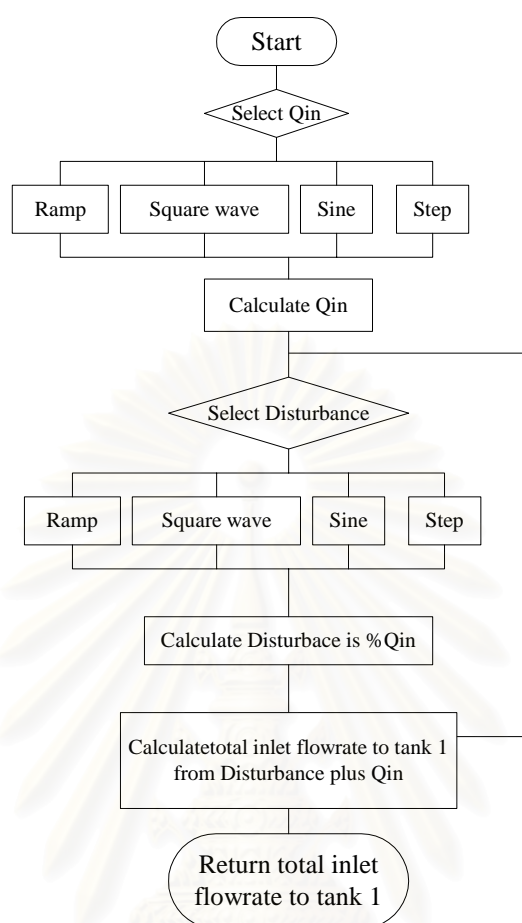 Start
Select Qin
Ramp
Square wave
Sine
Step
Calculate Qin
Select Disturbance
Ramp
Square wave
Sine
Step
Calculate Disturbace is %Qin
Calculatetotal inlet flowrate to tank 1
from Disturbance plus Qin
Return total inlet
flowrate to tank 1